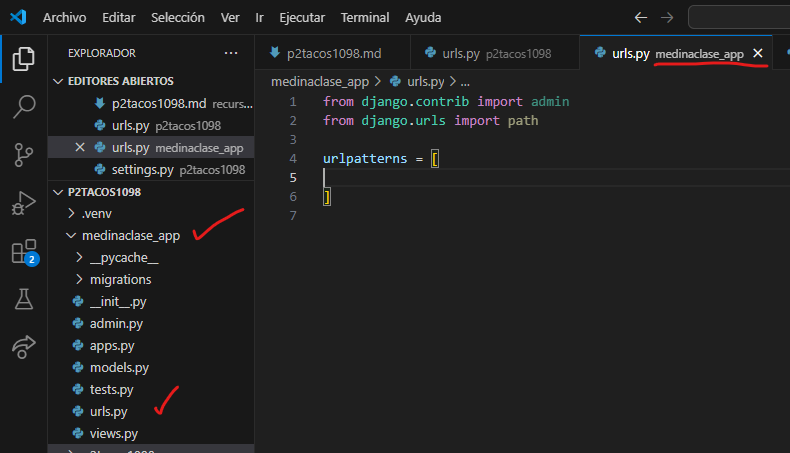 Archivo Editar Selección Ver Ir Ejecutar Terminal Ayuda
EXPLORADOR ...
EDITORES ABIERTOS
p2tacos1098.md recurs...
urls.py p2tacos1098
urls.py medinaclase_app
settings.py p2tacos1098
P2TACOS1098
.venv
medinaclase_app
__pycache__
migrations
__init__.py
admin.py
apps.py
models.py
tests.py
urls.py
views.py
2
p2tacos1098.md urls.py p2tacos1098 urls.py medinaclase_app
medinaclase_app > urls.py > ...
1 from django.contrib import admin
2 from django.urls import path
3
4 urlpatterns = [
5
6 ]
7